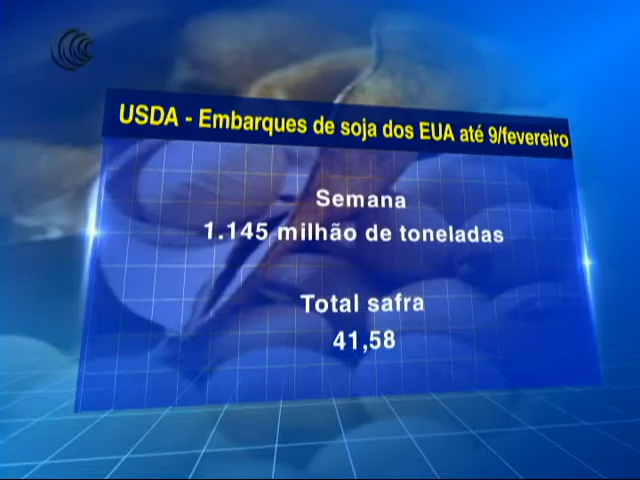 USDA - Embarques de soja dos EUA até 9/fevereiro
Semana
1.145 milhão de toneladas
Total safra
41,58